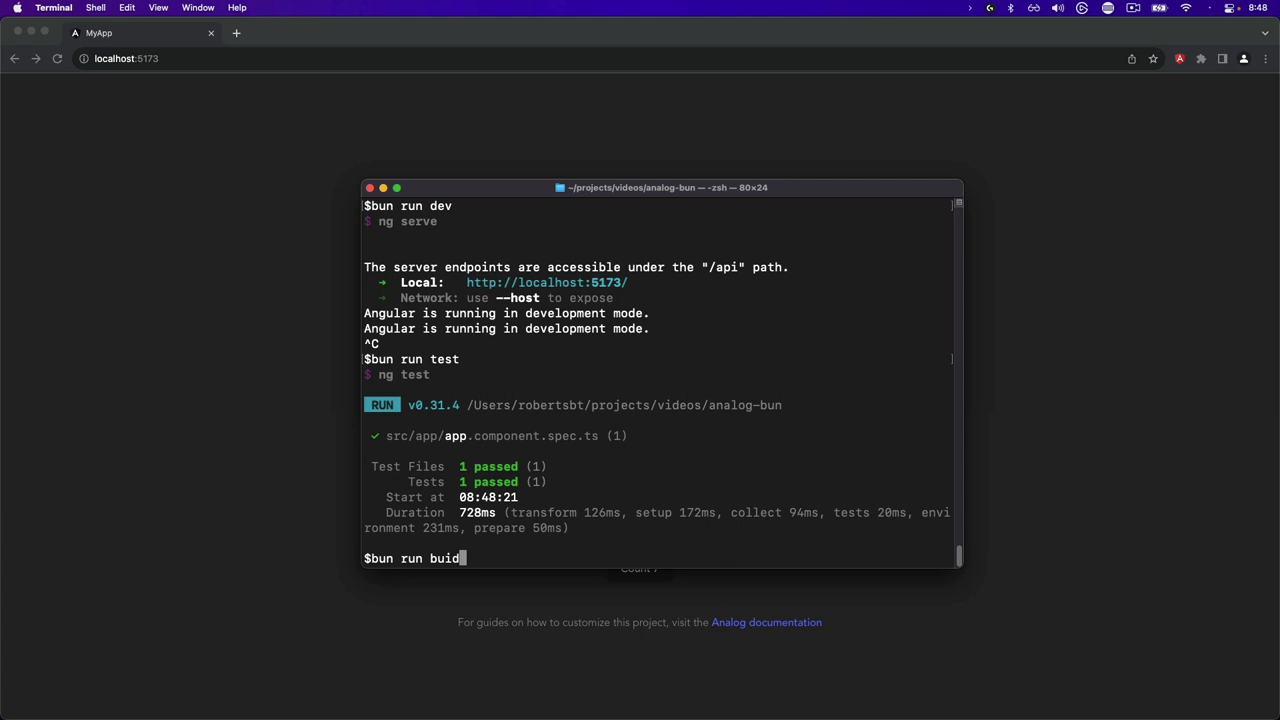 Terminal Shell Edit View Window Help 8:48
MyApp
localhost:5173
~/projects/videos/analog-bun — -zsh — 80×24
[$bun run dev ]
$ ng serve
The server endpoints are accessible under the "/api" path.
➜ Local: http://localhost:5173/
➜ Network: use --host to expose
Angular is running in development mode.
Angular is running in development mode.
^C
[$bun run test ]
$ ng test
RUN v0.31.4 /Users/robertsbt/projects/videos/analog-bun
✓ src/app/app.component.spec.ts (1)
Test Files 1 passed (1)
Tests 1 passed (1)
Start at 08:48:21
Duration 728ms (transform 126ms, setup 172ms, collect 94ms, tests 20ms, envi
ronment 231ms, prepare 50ms)
$bun run buid
Count 7
For guides on how to customize this project, visit the Analog documentation